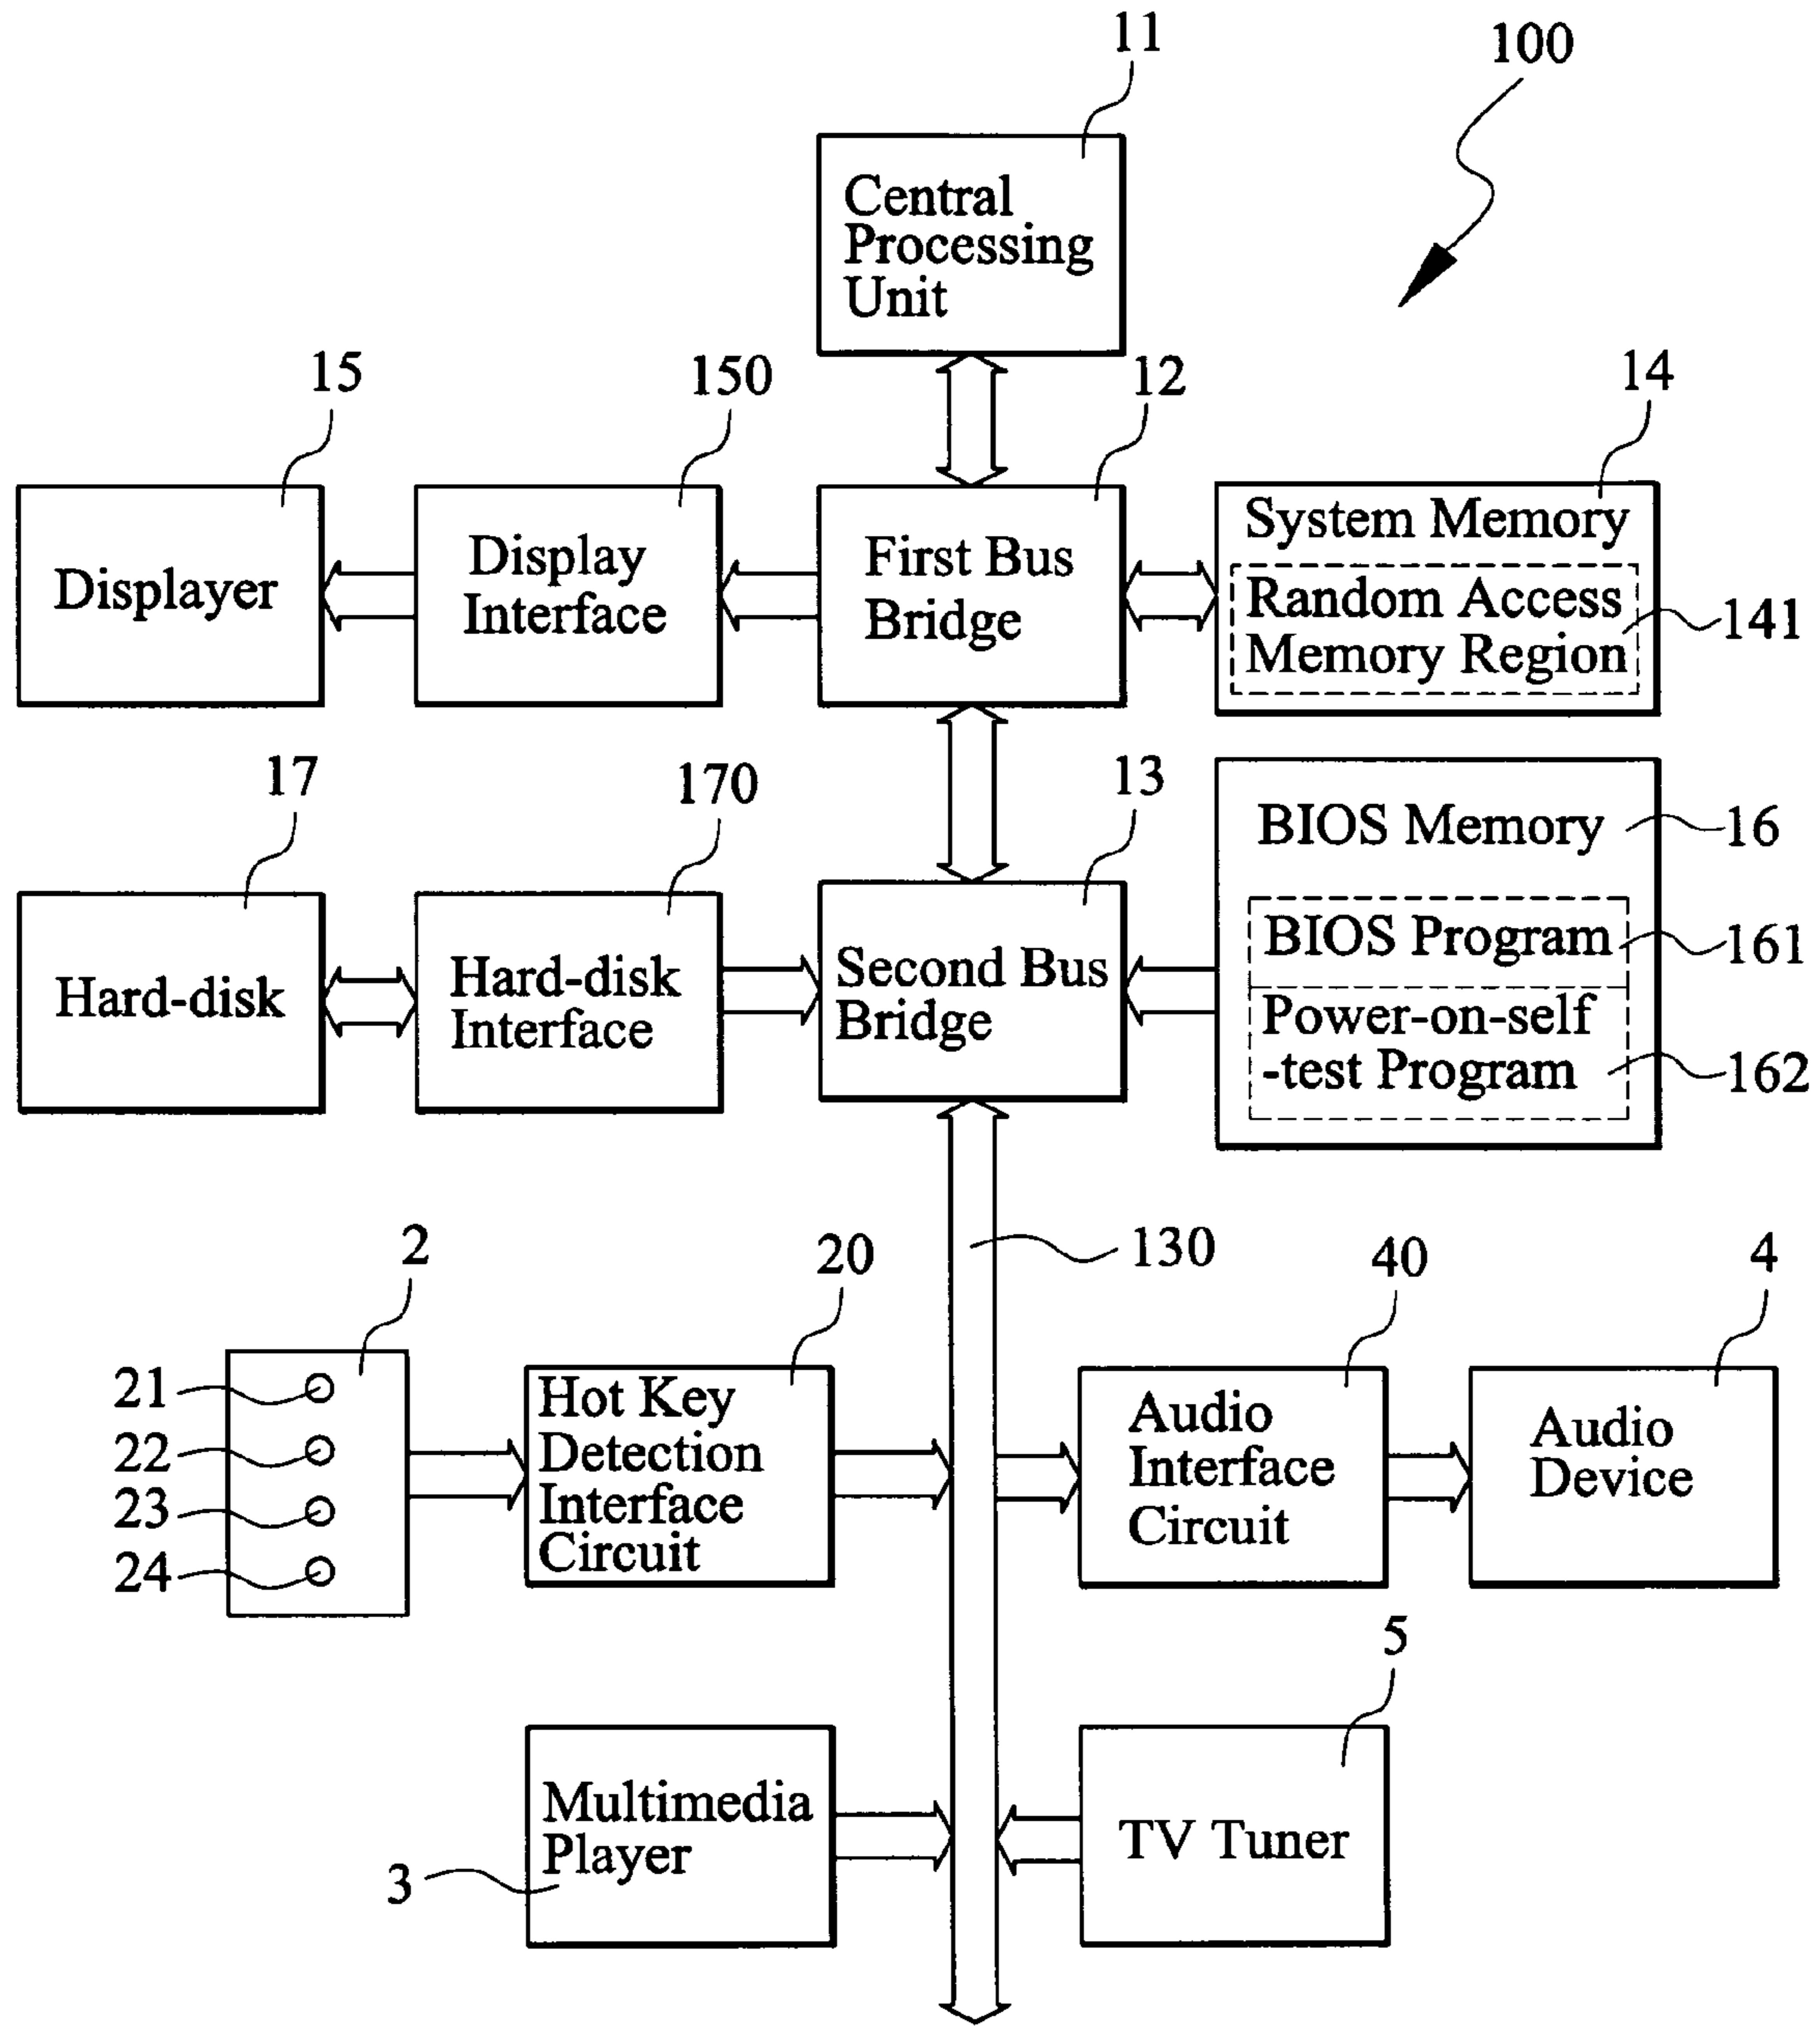 11
100
Central
Processing
Unit
15
150
12
14
Displayer
Display
Interface
First Bus
Bridge
System Memory
Random Access
Memory Region
141
17
170
13
BIOS Memory
16
Hard-disk
Hard-disk
Interface
Second Bus
Bridge
BIOS Program
161
Power-on-self
-test Program
162
2
20
130
40
4
21
22
23
24
Hot Key
Detection
Interface
Circuit
Audio
Interface
Circuit
Audio
Device
5
Multimedia
Player
3
TV Tuner